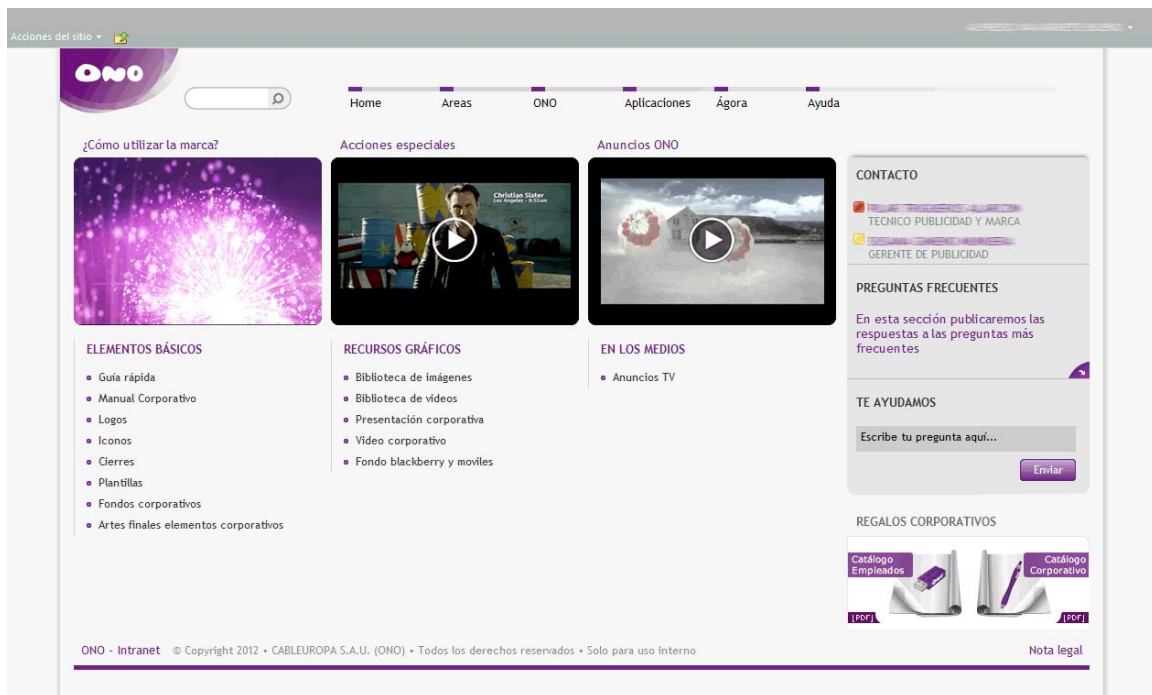 Acciones del sitio
ONO
Home
Areas
ONO
Aplicaciones
Ágora
Ayuda
¿Cómo utilizar la marca?
Acciones especiales
Anuncios ONO
Christian Slater
Los Angeles - 8:53am
ELEMENTOS BÁSICOS
Guía rápida
Manual Corporativo
Logos
Iconos
Cierres
Plantillas
Fondos corporativos
Artes finales elementos corporativos
RECURSOS GRÁFICOS
Biblioteca de imágenes
Biblioteca de videos
Presentación corporativa
Video corporativo
Fondo blackberry y moviles
EN LOS MEDIOS
Anuncios TV
CONTACTO
TECNICO PUBLICIDAD Y MARCA
GERENTE DE PUBLICIDAD
PREGUNTAS FRECUENTES
En esta sección publicaremos las
respuestas a las preguntas más
frecuentes
TE AYUDAMOS
Escribe tu pregunta aquí...
Enviar
REGALOS CORPORATIVOS
Catálogo
Empleados
[PDF]
Catálogo
Corporativo
[PDF]
ONO - Intranet © Copyright 2012 • CABLEUROPA S.A.U. (ONO) • Todos los derechos reservados • Solo para uso interno
Nota legal